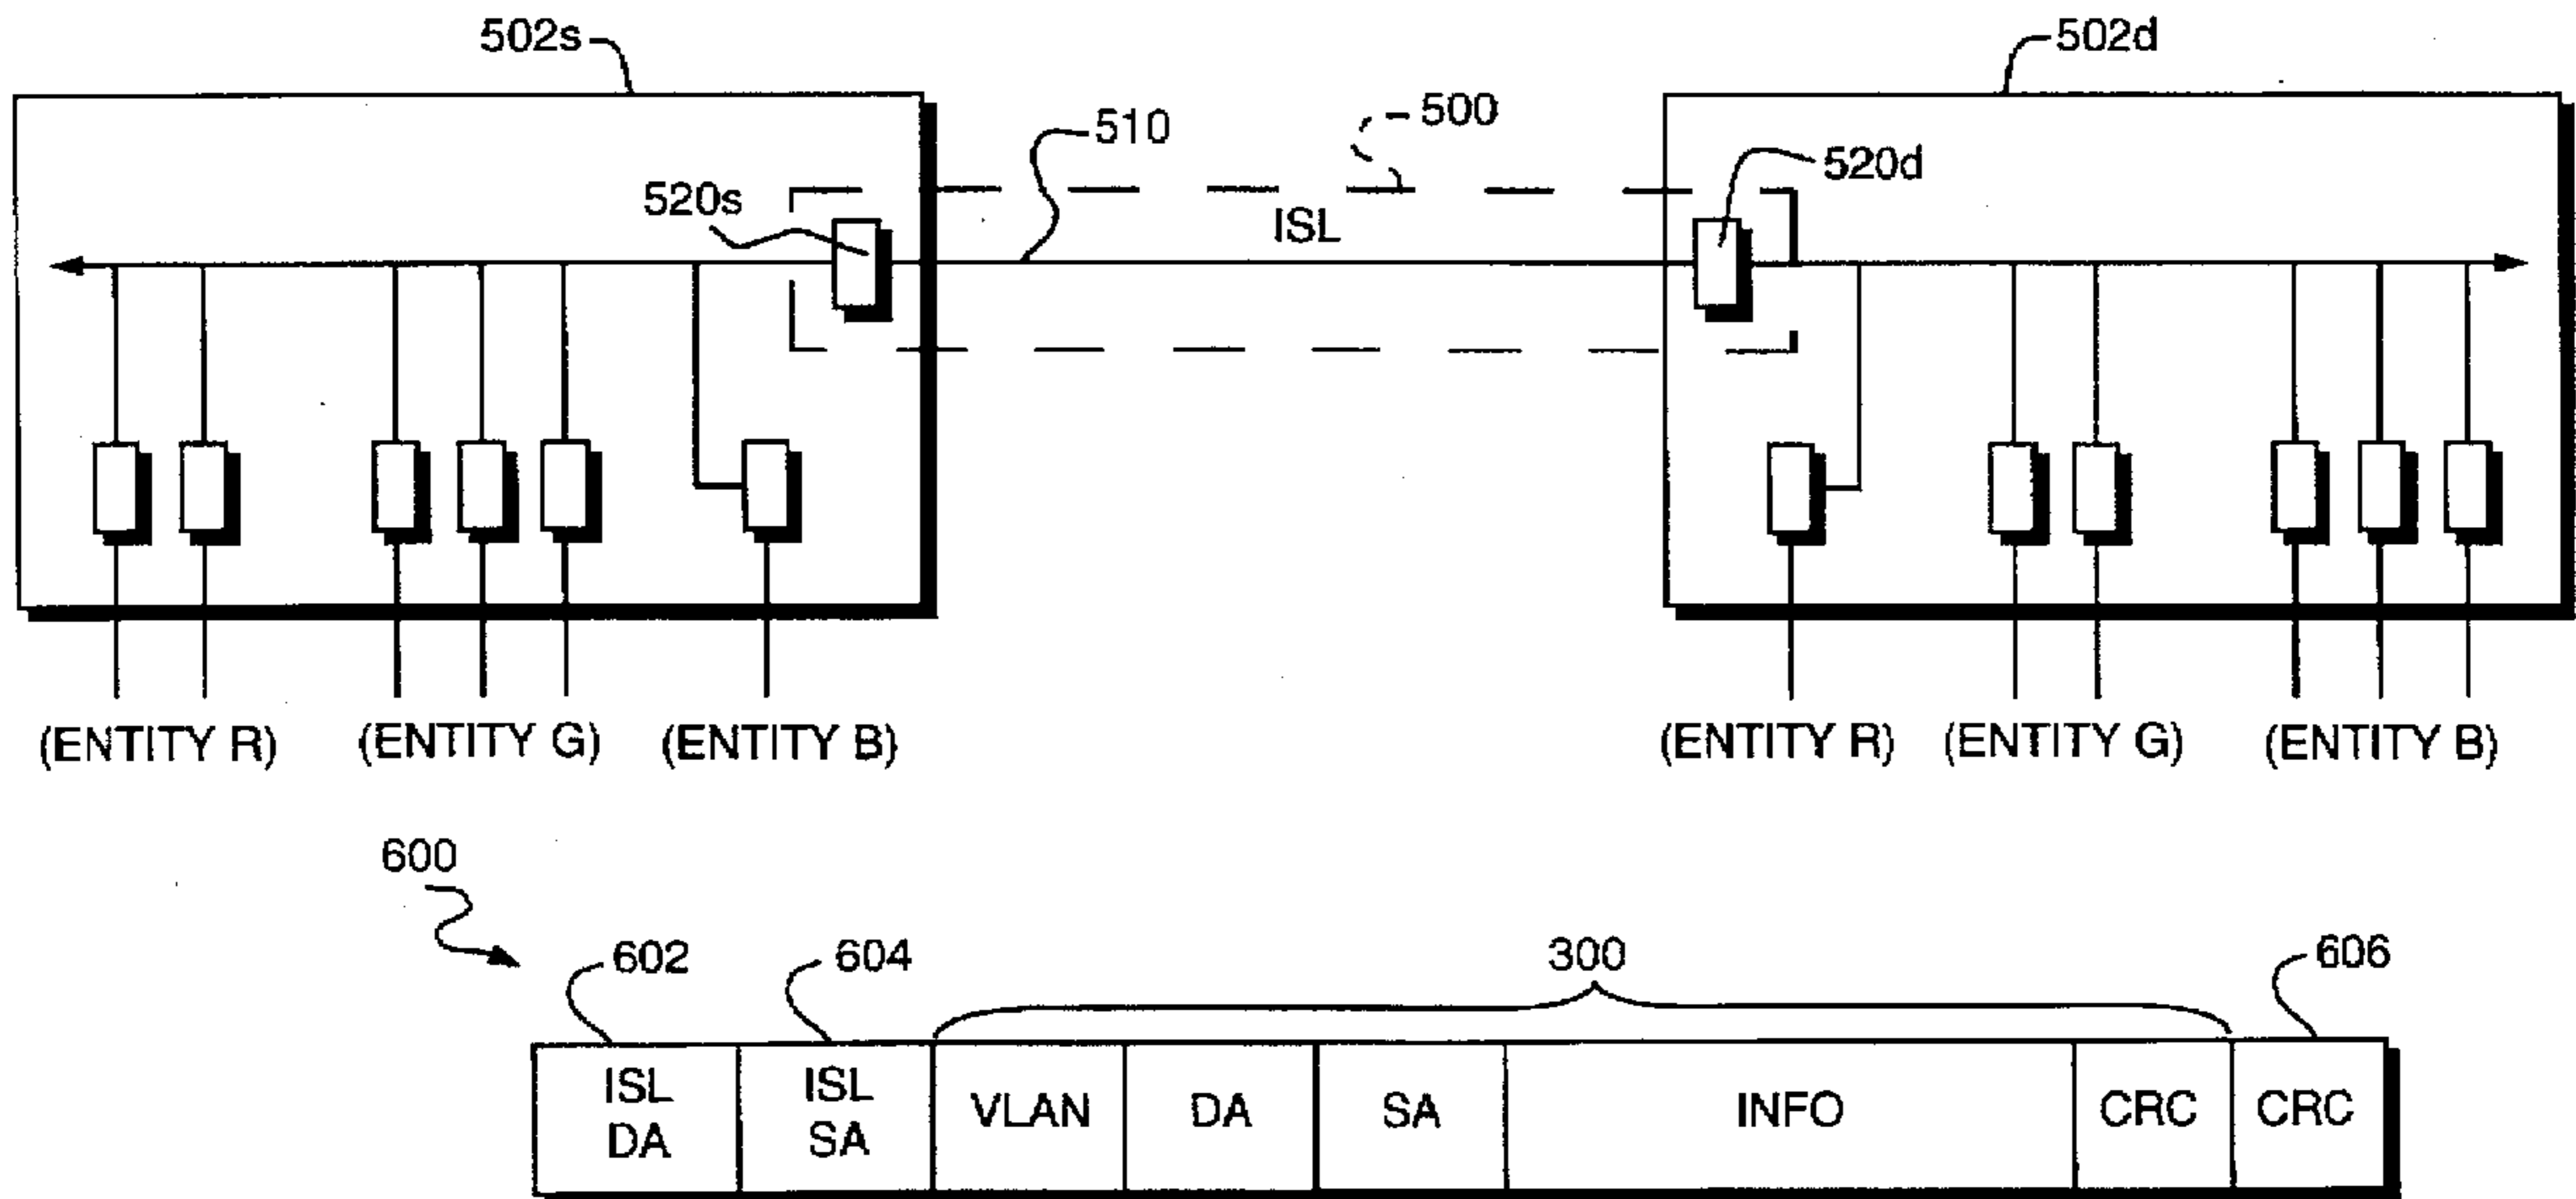 502s
502d
510
500
520s
520d
ISL
(ENTITY R) (ENTITY G) (ENTITY B) (ENTITY R) (ENTITY G) (ENTITY B)
600
602 604 300 606
ISL DA
ISL SA
VLAN
DA
SA
INFO
CRC
CRC